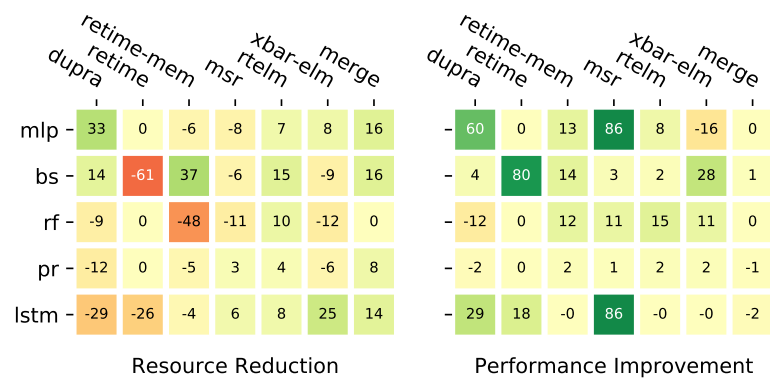 dupra retime retime-mem msr rtelm xbar-elm merge dupra retime retime-mem msr rtelm xbar-elm merge
mlp 33 0 -6 -8 7 8 16 60 0 13 86 8 -16 0
bs 14 -61 37 -6 15 -9 16 4 80 14 3 2 28 1
rf -9 0 -48 -11 10 -12 0 -12 0 12 11 15 11 0
pr -12 0 -5 3 4 -6 8 -2 0 2 1 2 2 -1
lstm -29 -26 -4 6 8 25 14 29 18 -0 86 -0 -0 -2
Resource Reduction Performance Improvement